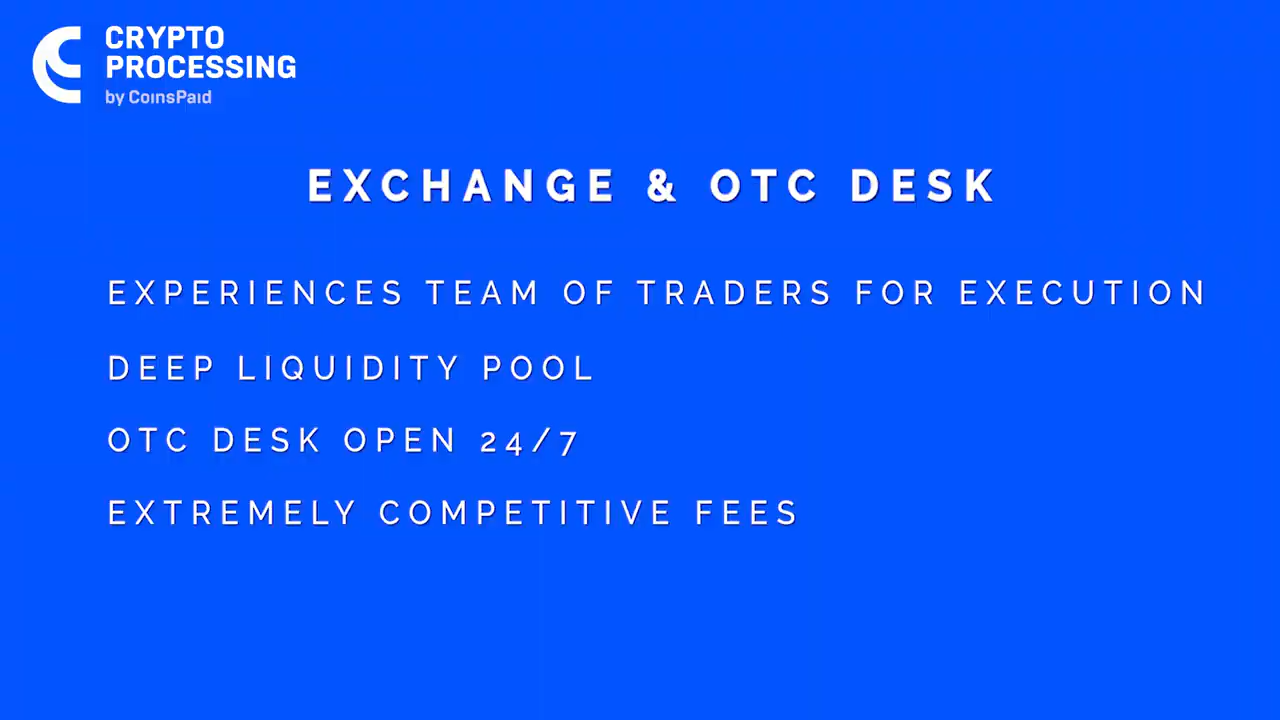 CRYPTO
PROCESSING
by CoinsPaid
EXCHANGE & OTC DESK
EXPERIENCES TEAM OF TRADERS FOR EXECUTION
DEEP LIQUIDITY POOL
OTC DESK OPEN 24/7
EXTREMELY COMPETITIVE FEES